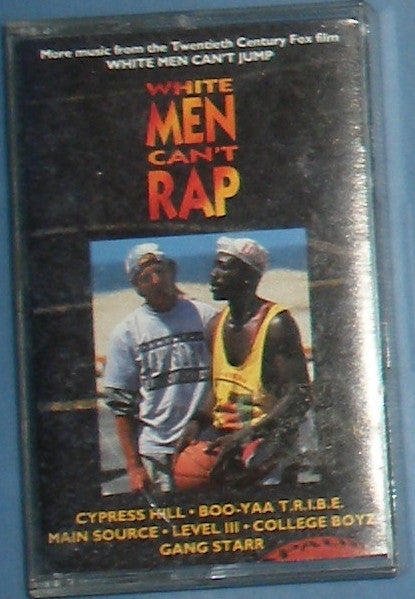 More music from the Twentieth Century Fox film
WHITE MEN CAN'T JUMP
WHITE
MEN
CAN'T
RAP
CYPRESS HILL • BOO-YAA T.R.I.B.E.
MAIN SOURCE • LEVEL III • COLLEGE BOYZ
GANG STARR